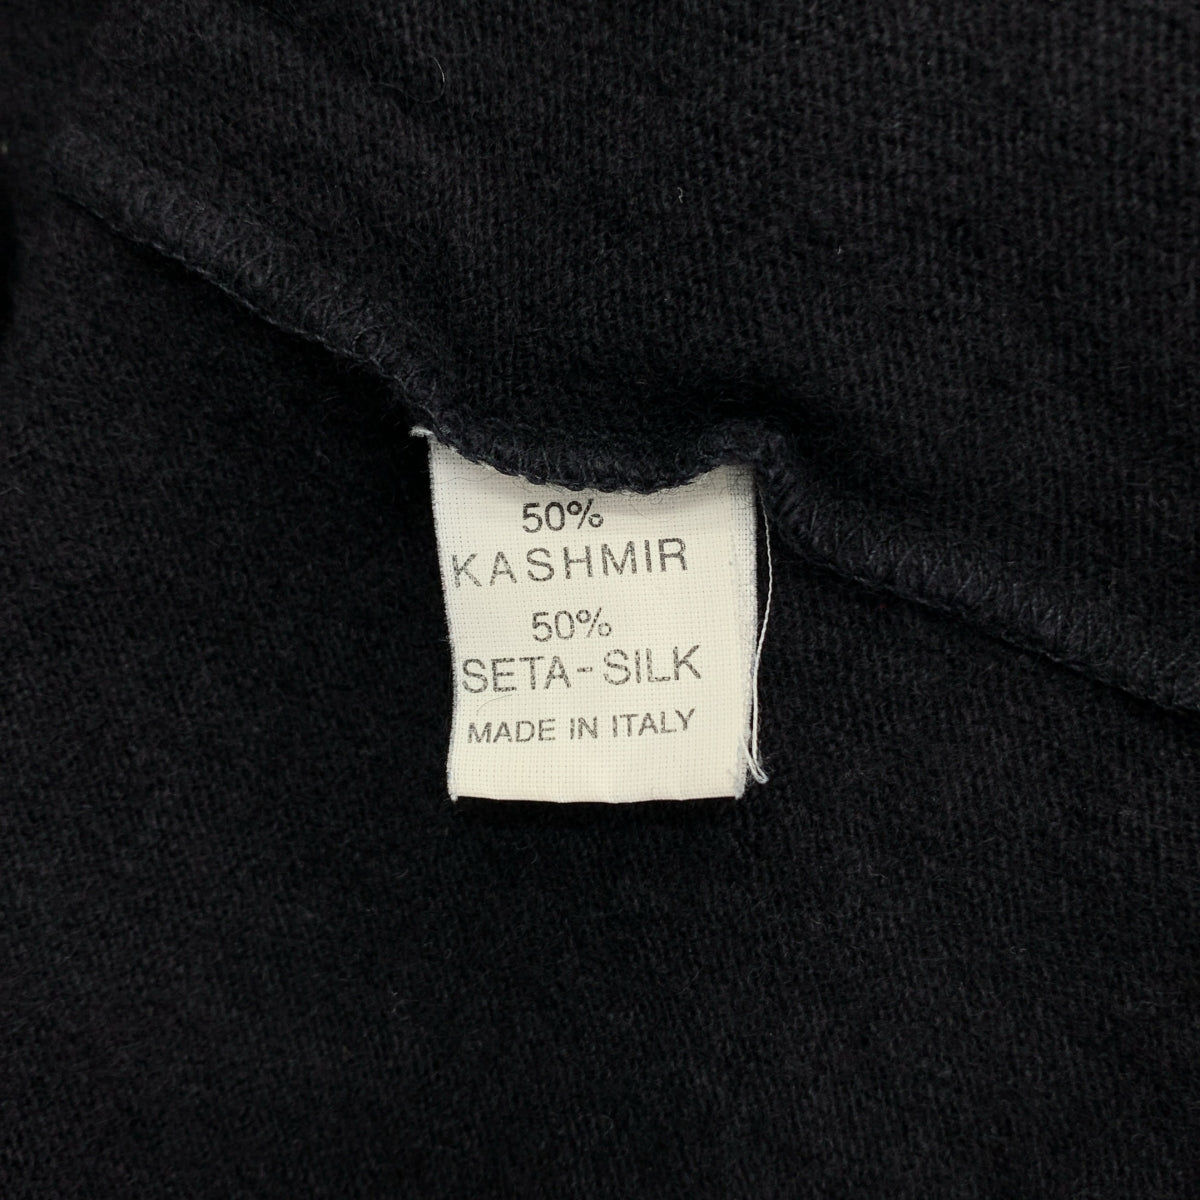 50%
KASHMIR
50%
SETA-SILK
MADE IN ITALY